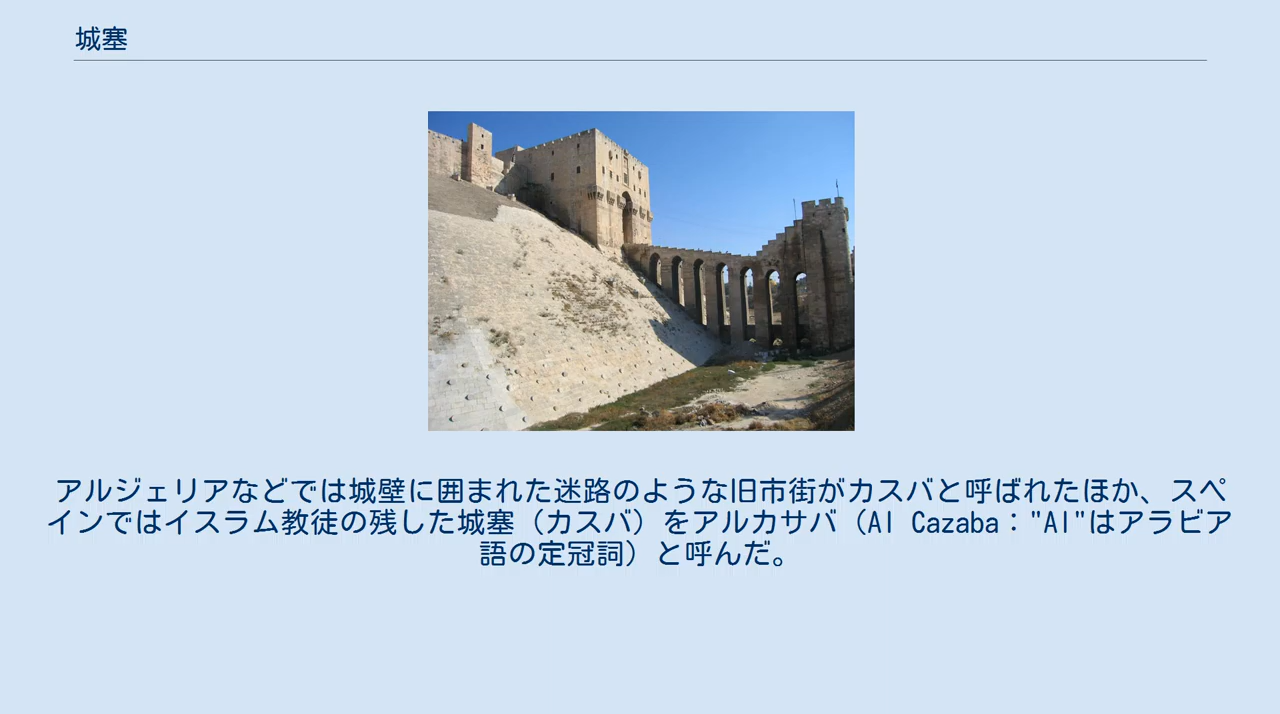 城塞
アルジェリアなどでは城壁に囲まれた迷路のような旧市街がカスバと呼ばれたほか、スペ
インではイスラム教徒の残した城塞（カスバ）をアルカサバ（Al Cazaba："Al"はアラビア
語の定冠詞）と呼んだ。